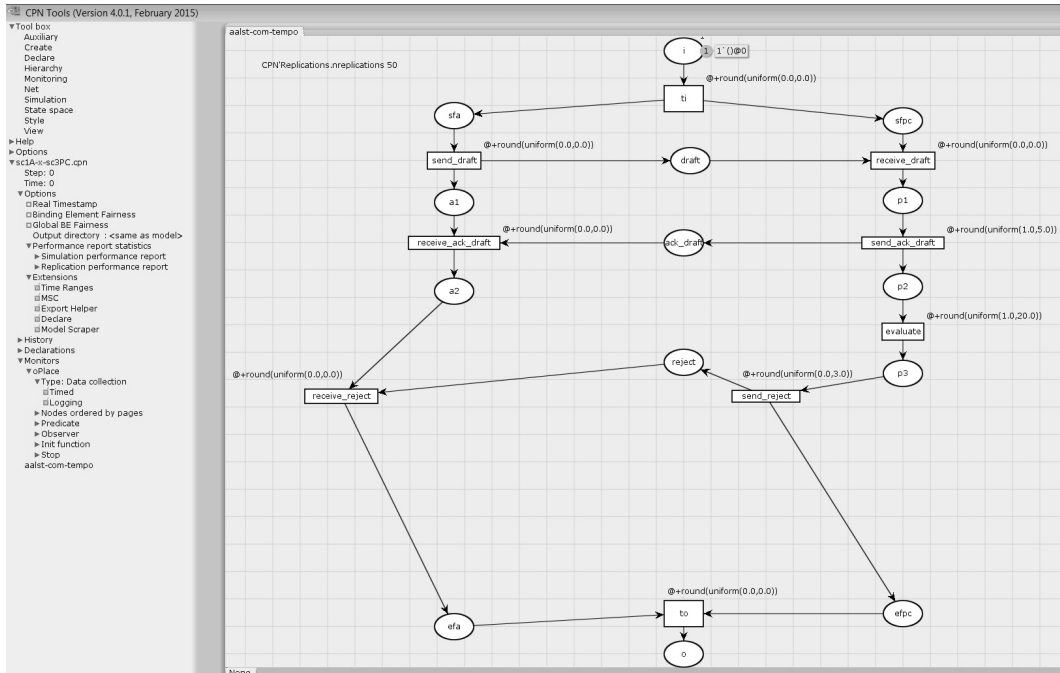 CPN Tools (Version 4.0.1, February 2015)
Tool box
Auxiliary
Create
Declare
Hierarchy
Monitoring
Net
Simulation
State space
Style
View
Help
Options
sc1A-x-sc3PC.cpn
Step: 0
Time: 0
Options
Real Timestamp
Binding Element Fairness
Global BE Fairness
Output directory : <same as model>
Performance report statistics
Simulation performance report
Replication performance report
Extensions
Time Ranges
MSC
Export Helper
Declare
Model Scraper
History
Declarations
Monitors
oPlace
Type: Data collection
Timed
Logging
Nodes ordered by pages
Predicate
Observer
Init function
Stop
aalst-com-tempo
aalst-com-tempo
CPN'Replications.nreplications 50
1
i
1
1`()@0
@+round(uniform(0.0,0.0))
ti
sfa
sfpc
@+round(uniform(0.0,0.0))
@+round(uniform(0.0,0.0))
send_draft
draft
receive_draft
a1
p1
@+round(uniform(0.0,0.0))
@+round(uniform(1.0,5.0))
receive_ack_draft
ack_draft
send_ack_draft
a2
p2
@+round(uniform(1.0,20.0))
evaluate
reject
p3
@+round(uniform(0.0,0.0))
@+round(uniform(0.0,3.0))
receive_reject
send_reject
@+round(uniform(0.0,0.0))
efa
to
efpc
o
None